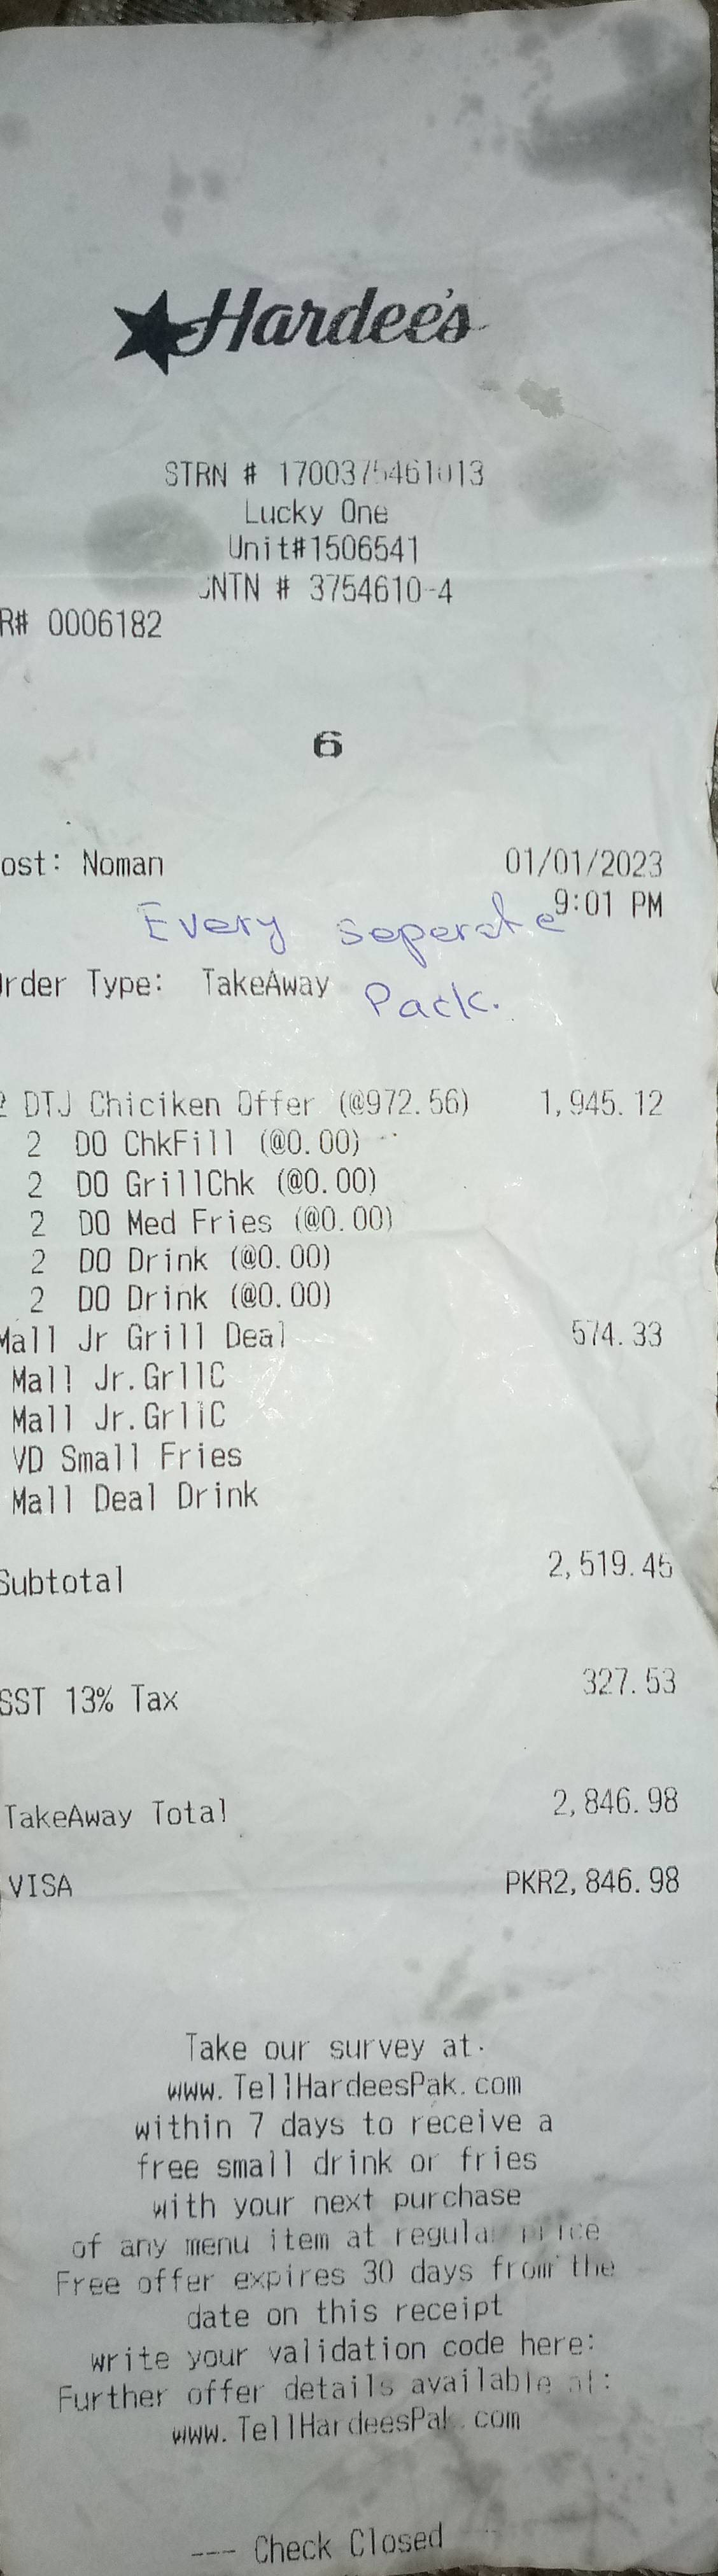 Hardee's
STRN # 1700375461013
Lucky One
Unit#1506541
NTN # 3754610-4
R# 0006182
6
ost: Noman 01/01/2023
9:01 PM
Every seperate
rder Type: TakeAway
Pack.
2 DTJ Chiciken Offer (@972.56) 1,945.12
2 DO ChkFill (@0.00)
2 DO GrillChk (@0.00)
2 DO Med Fries (@0.00)
2 DO Drink (@0.00)
2 DO Drink (@0.00)
Mall Jr Grill Deal 574.33
Mall Jr.GrllC
Mall Jr.GrllC
VD Small Fries
Mall Deal Drink
Subtotal 2,519.45
SST 13% Tax 327.53
TakeAway Total 2,846.98
VISA PKR2,846.98
Take our survey at
www.TellHardeesPak.com
within 7 days to receive a
free small drink or fries
with your next purchase
of any menu item at regular price
Free offer expires 30 days from the
date on this receipt
write your validation code here:
Further offer details available at:
www.TellHardeesPak.com
--- Check Closed